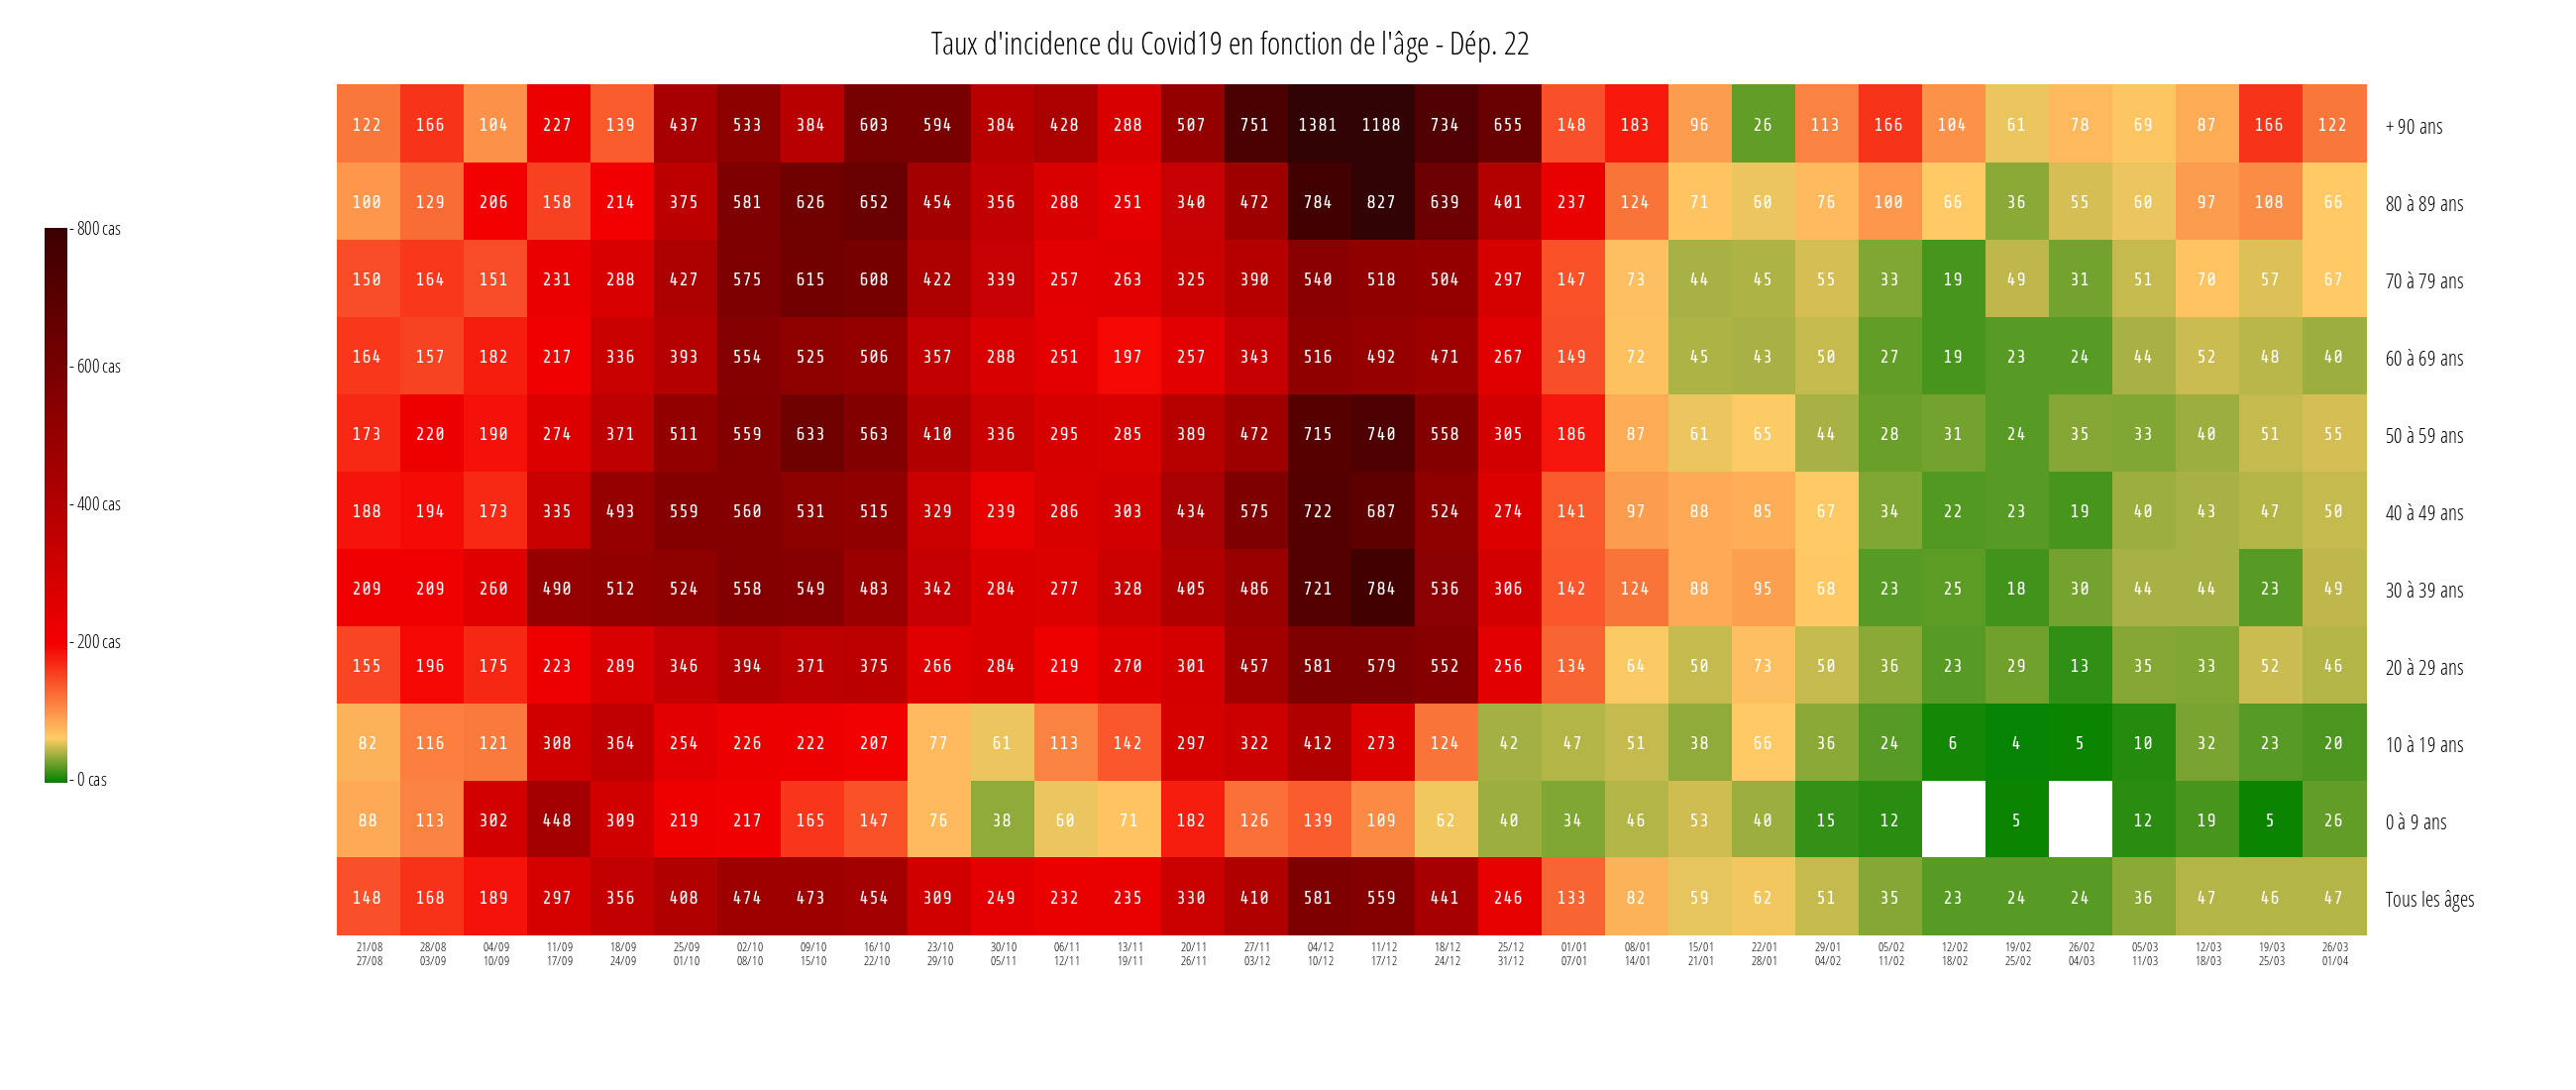 Taux d'incidence du Covid19 en fonction de l'âge - Dép. 22
122 166 104 227 139 437 533 384 603 594 384 428 288 507 751 1381 1188 734 655 148 183 96 26 113 166 104 61 78 69 87 166 122 + 90 ans
100 129 206 158 214 375 581 626 652 454 356 288 251 340 472 784 827 639 401 237 124 71 60 76 100 66 36 55 60 97 108 66 80 à 89 ans
- 800 cas
150 164 151 231 288 427 575 615 608 422 339 257 263 325 390 540 518 504 297 147 73 44 45 55 33 19 49 31 51 70 57 67 70 à 79 ans
164 157 182 217 336 393 554 525 506 357 288 251 197 257 343 516 492 471 267 149 72 45 43 50 27 19 23 24 44 52 48 40 60 à 69 ans
- 600 cas
173 220 190 274 371 511 559 633 563 410 336 295 285 389 472 715 740 558 305 186 87 61 65 44 28 31 24 35 33 40 51 55 50 à 59 ans
- 400 cas
188 194 173 335 493 559 560 531 515 329 239 286 303 434 575 722 687 524 274 141 97 88 85 67 34 22 23 19 40 43 47 50 40 à 49 ans
209 209 260 490 512 524 558 549 483 342 284 277 328 405 486 721 784 536 306 142 124 88 95 68 23 25 18 30 44 44 23 49 30 à 39 ans
- 200 cas
155 196 175 223 289 346 394 371 375 266 284 219 270 301 457 581 579 552 256 134 64 50 73 50 36 23 29 13 35 33 52 46 20 à 29 ans
82 116 121 308 364 254 226 222 207 77 61 113 142 297 322 412 273 124 42 47 51 38 66 36 24 6 4 5 10 32 23 20 10 à 19 ans
- 0 cas
88 113 302 448 309 219 217 165 147 76 38 60 71 182 126 139 109 62 40 34 46 53 40 15 12 5 12 19 5 26 0 à 9 ans
148 168 189 297 356 408 474 473 454 309 249 232 235 330 410 581 559 441 246 133 82 59 62 51 35 23 24 24 36 47 46 47 Tous les âges
21/08 28/08 04/09 11/09 18/09 25/09 02/10 09/10 16/10 23/10 30/10 06/11 13/11 20/11 27/11 04/12 11/12 18/12 25/12 01/01 08/01 15/01 22/01 29/01 05/02 12/02 19/02 26/02 05/03 12/03 19/03 26/03
27/08 03/09 10/09 17/09 24/09 01/10 08/10 15/10 22/10 29/10 05/11 12/11 19/11 26/11 03/12 10/12 17/12 24/12 31/12 07/01 14/01 21/01 28/01 04/02 11/02 18/02 25/02 04/03 11/03 18/03 25/03 01/04